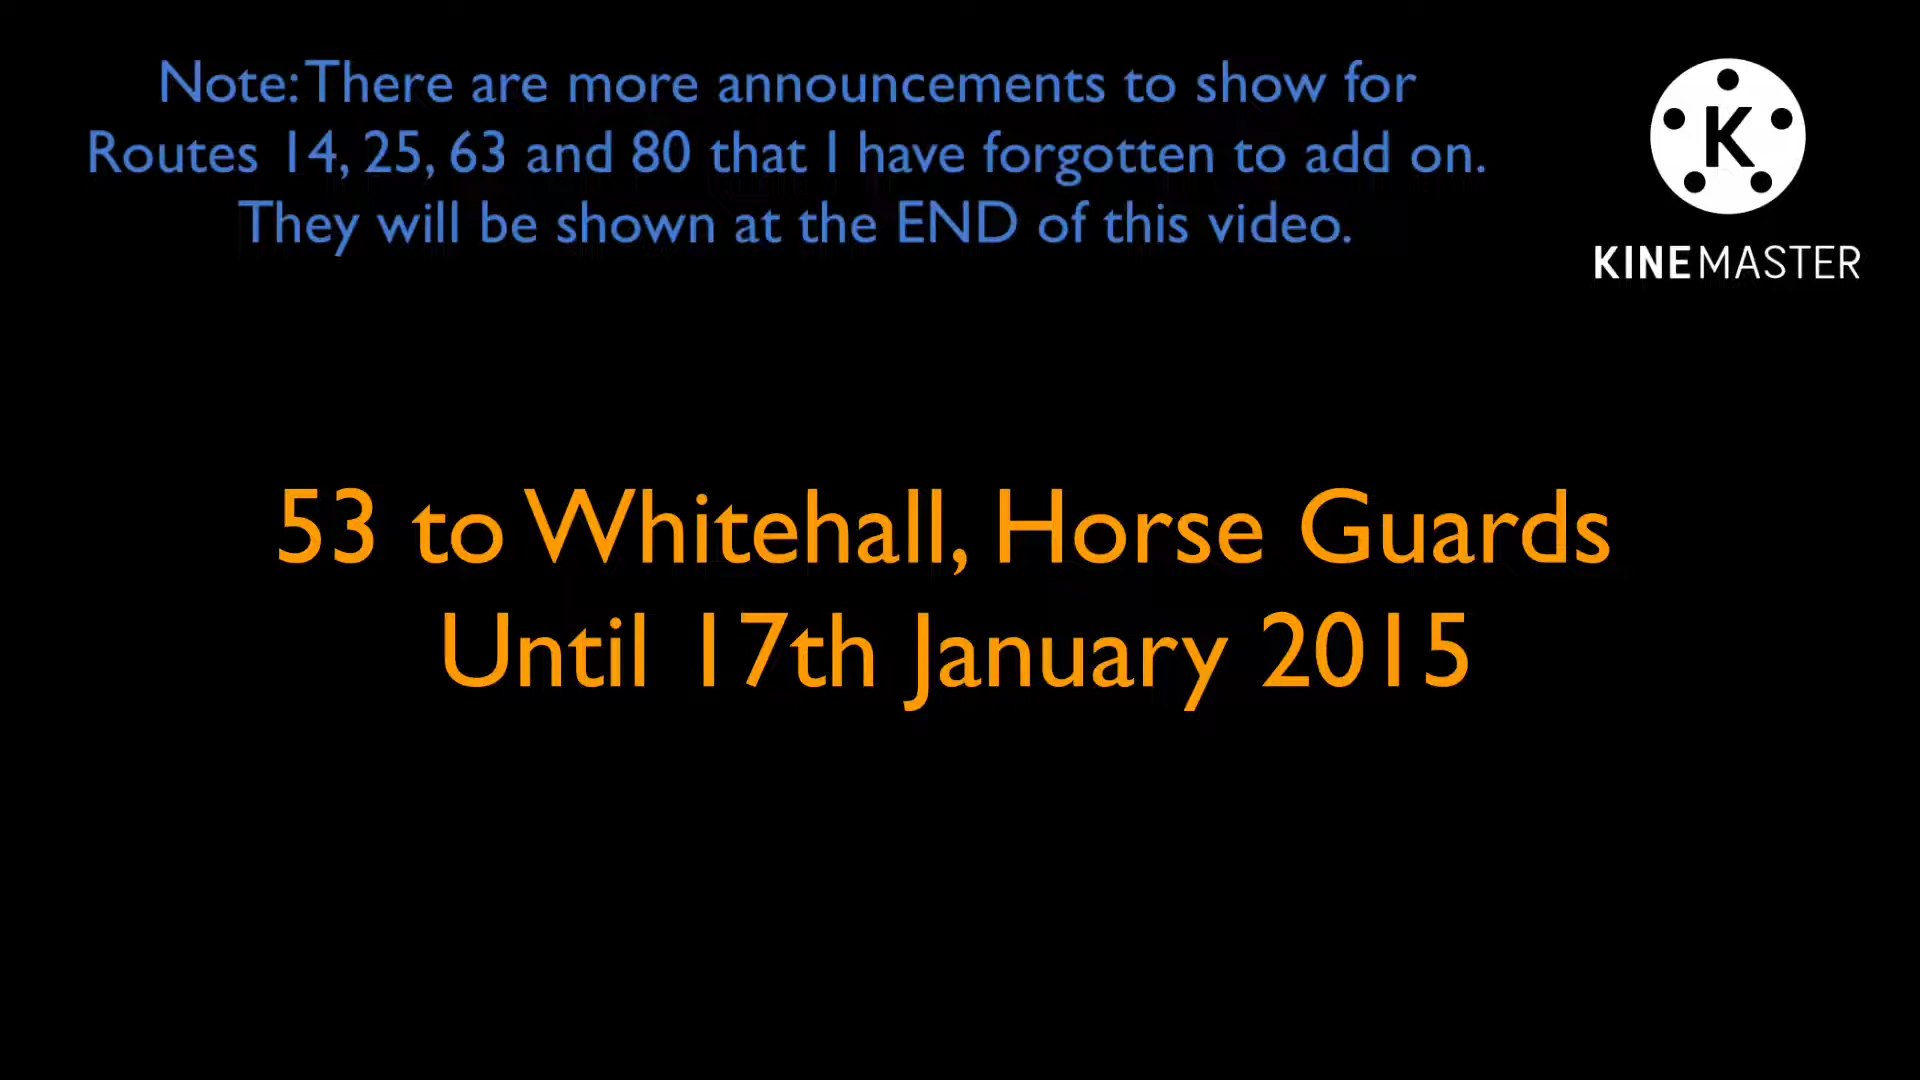 Note: There are more announcements to show for
Routes 14, 25, 63 and 80 that I have forgotten to add on.
They will be shown at the END of this video.
K
KINEMASTER
53 to Whitehall, Horse Guards
Until 17th January 2015